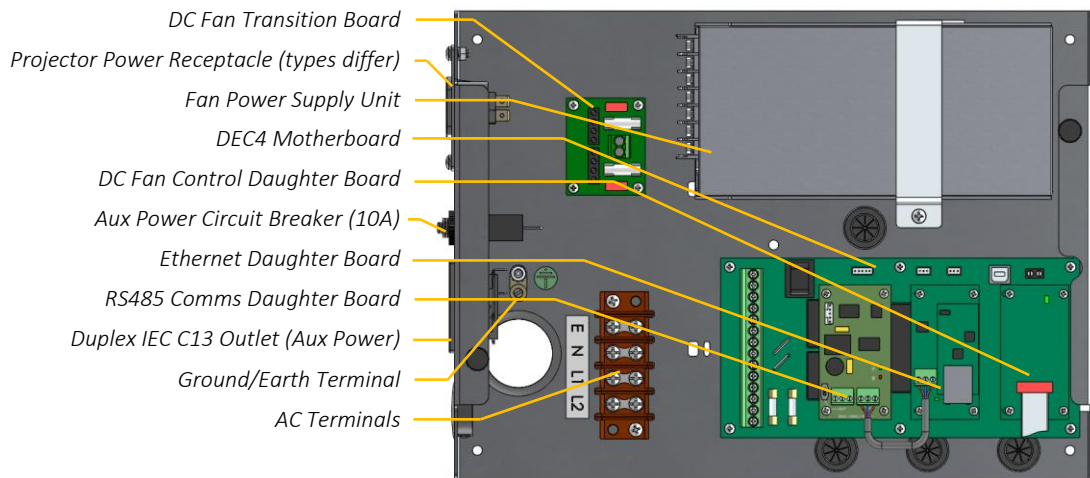 DC Fan Transition Board
Projector Power Receptacle (types differ)
Fan Power Supply Unit
DEC4 Motherboard
DC Fan Control Daughter Board
Aux Power Circuit Breaker (10A)
Ethernet Daughter Board
RS485 Comms Daughter Board
Duplex IEC C13 Outlet (Aux Power)
Ground/Earth Terminal
AC Terminals
E N L1 L2